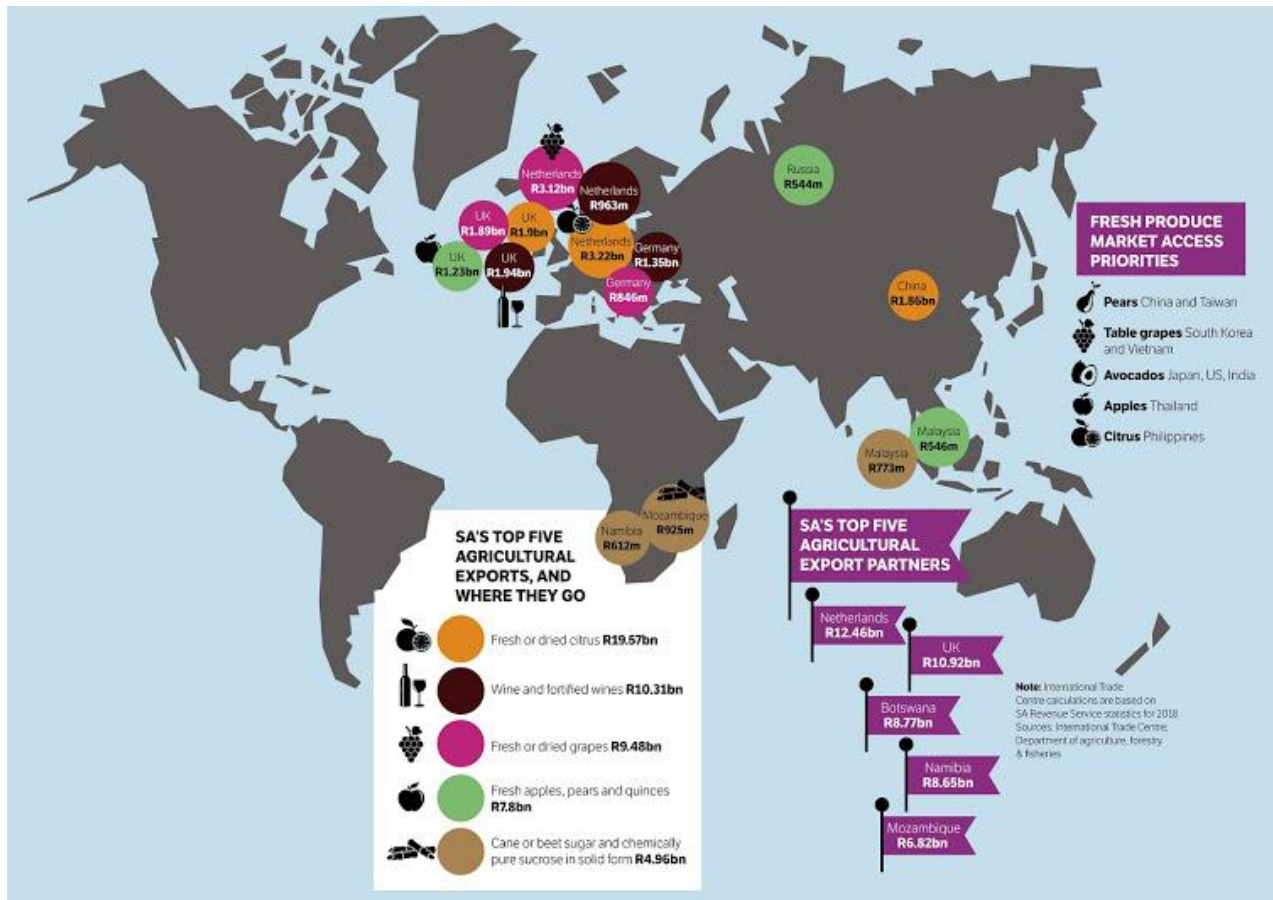 Netherlands
R3.12bn
Netherlands
R963m
UK
R1.89bn
UK
R1.9bn
Netherlands
R3.22bn
Germany
R1.35bn
UK
R1.23bn
UK
R1.94bn
Germany
R846m
Russia
R544m
China
R1.86bn
Malaysia
R546m
Malaysia
R773m
Mozambique
R925m
Namibia
R612m
FRESH PRODUCE
MARKET ACCESS
PRIORITIES
Pears China and Taiwan
Table grapes South Korea
and Vietnam
Avocados Japan, US, India
Apples Thailand
Citrus Philippines
SA'S TOP FIVE
AGRICULTURAL
EXPORTS, AND
WHERE THEY GO
Fresh or dried citrus R19.57bn
Wine and fortified wines R10.31bn
Fresh or dried grapes R9.48bn
Fresh apples, pears and quinces
R7.8bn
Cane or beet sugar and chemically
pure sucrose in solid form R4.96bn
SA'S TOP FIVE
AGRICULTURAL
EXPORT PARTNERS
Netherlands
R12.46bn
UK
R10.92bn
Botswana
R8.77bn
Namibia
R8.65bn
Mozambique
R6.82bn
Note: International Trade
Centre calculations are based on
SA Revenue Service statistics for 2018
Sources: International Trade Centre;
Department of agriculture, forestry
& fisheries